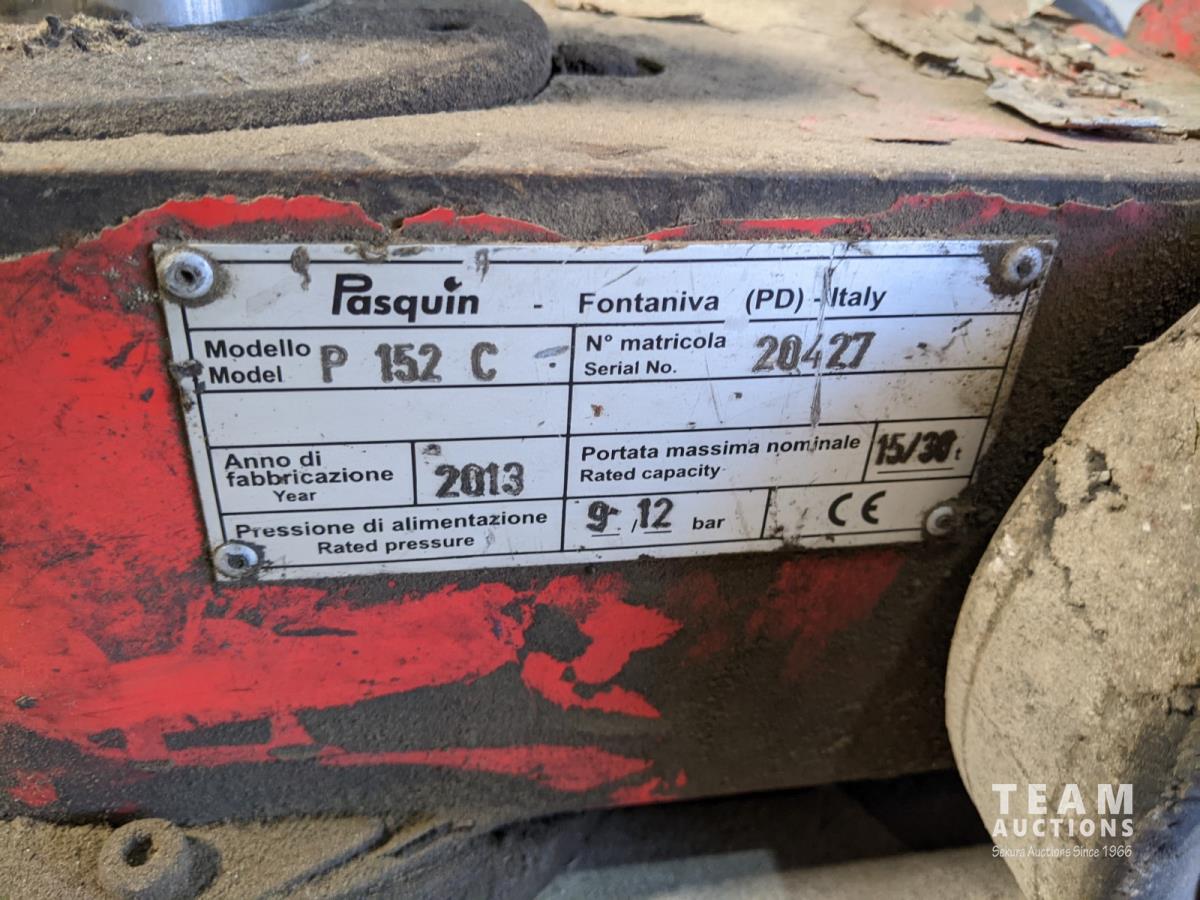 Pasquin - Fontaniva (PD) - Italy
Modello P 152 C
Model
N° matricola 20427
Serial No.
Anno di fabbricazione 2013
Year
Portata massima nominale 15/30 t
Rated capacity
Pressione di alimentazione 9 / 12 bar
Rated pressure
CE
TEAM
AUCTIONS
Sekura Auctions Since 1966